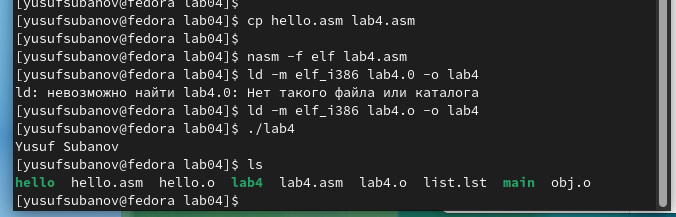 [yusufsubanov@fedora lab04]$
[yusufsubanov@fedora lab04]$ cp hello.asm lab4.asm
[yusufsubanov@fedora lab04]$
[yusufsubanov@fedora lab04]$ nasm -f elf lab4.asm
[yusufsubanov@fedora lab04]$ ld -m elf_i386 lab4.0 -o lab4
ld: невозможно найти lab4.0: Нет такого файла или каталога
[yusufsubanov@fedora lab04]$ ld -m elf_i386 lab4.o -o lab4
[yusufsubanov@fedora lab04]$ ./lab4
Yusuf Subanov
[yusufsubanov@fedora lab04]$ ls
hello hello.asm hello.o lab4 lab4.asm lab4.o list.lst main obj.o
[yusufsubanov@fedora lab04]$